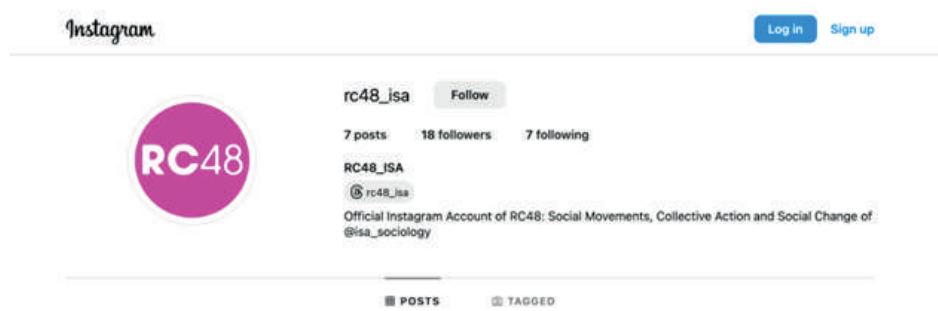 Instagram
Log in
Sign up
rc48_isa
Follow
7 posts 18 followers 7 following
RC48
RC48_ISA
rc48_isa
Official Instagram Account of RC48: Social Movements, Collective Action and Social Change of
@isa_sociology
POSTS
TAGGED